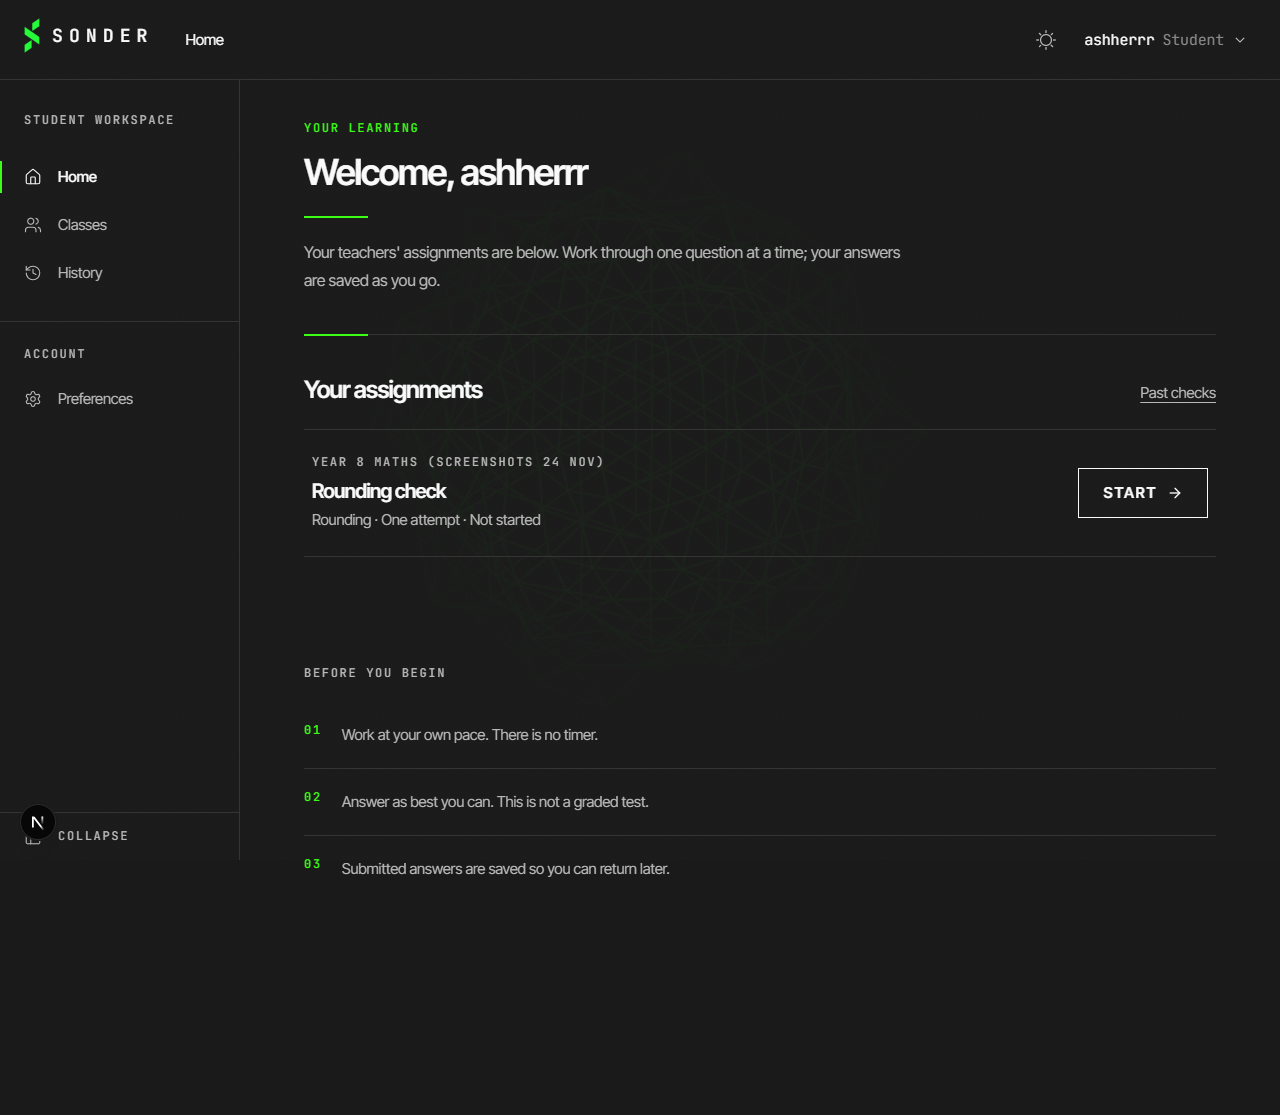 SONDER
Home
ashherrr Student
STUDENT WORKSPACE
Home
Classes
History
ACCOUNT
Preferences
N
COLLAPSE
YOUR LEARNING
Welcome, ashherrr
Your teachers' assignments are below. Work through one question at a time; your answers
are saved as you go.
Your assignments
Past checks
YEAR 8 MATHS (SCREENSHOTS 24 NOV)
Rounding check
Rounding · One attempt · Not started
START
BEFORE YOU BEGIN
01 Work at your own pace. There is no timer.
02 Answer as best you can. This is not a graded test.
03 Submitted answers are saved so you can return later.